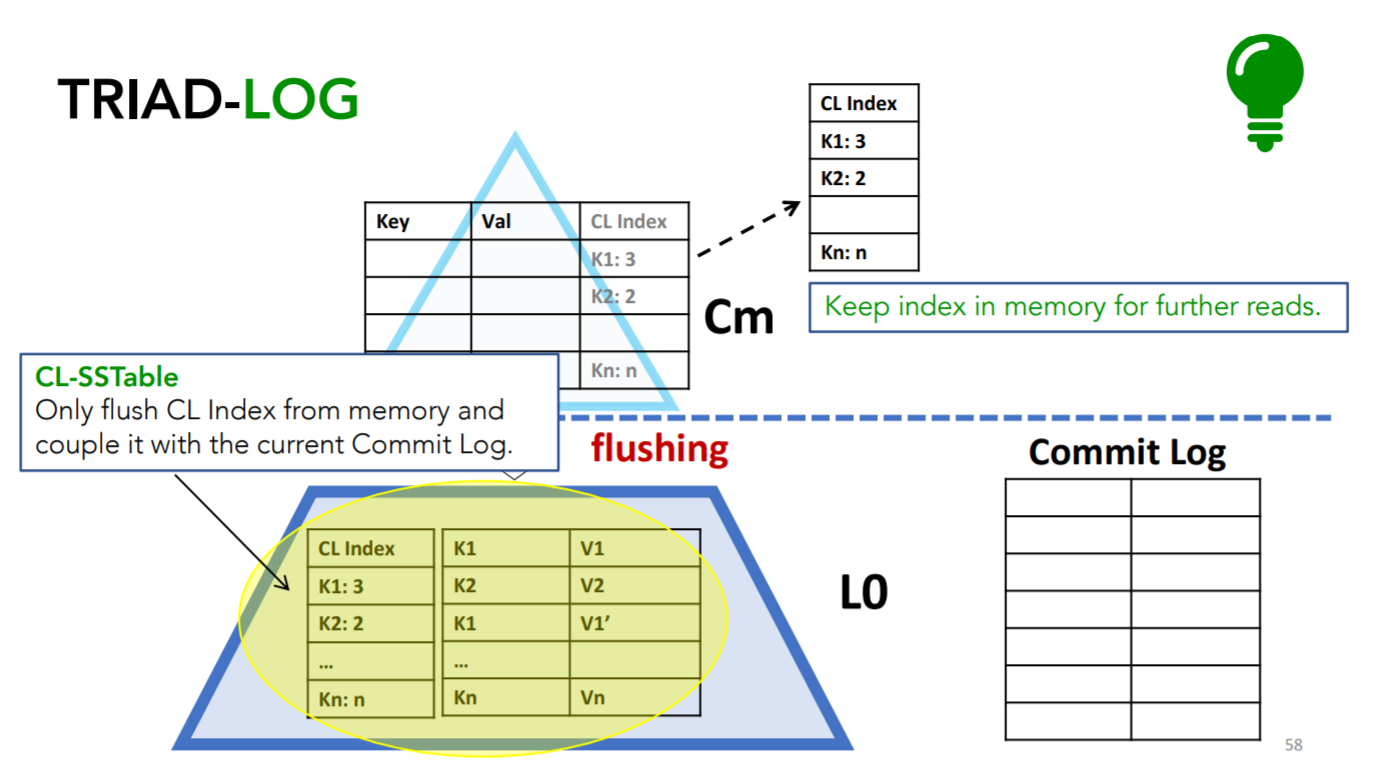 TRIAD-LOG
CL Index
K1: 3
K2: 2
Kn: n
Key Val CL Index
K1: 3
K2: 2
Kn: n
Cm
Keep index in memory for further reads.
CL-SSTable
Only flush CL Index from memory and
couple it with the current Commit Log.
flushing
Commit Log
CL Index K1 V1
K1: 3 K2 V2
K2: 2 K1 V1’
... ...
Kn: n Kn Vn
L0
58